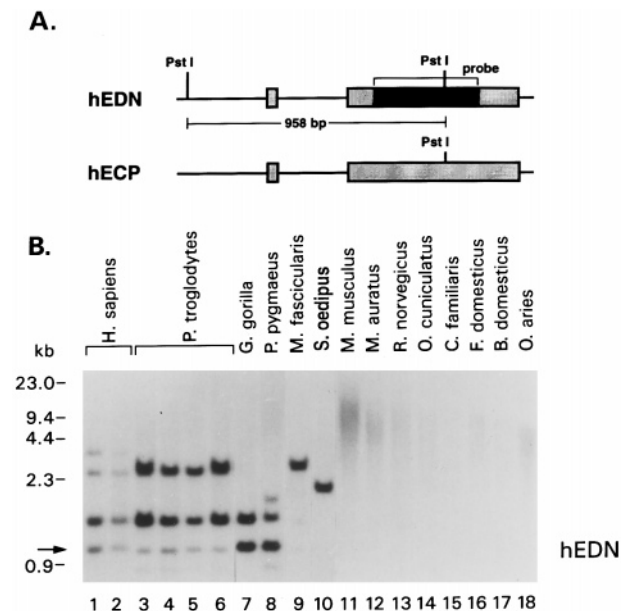 A.
Pst I
Pst I
probe
hEDN
958 bp
Pst I
hECP
B.
H. sapiens
P. troglodytes
G. gorilla
P. pygmaeus
M. fascicularis
S. oedipus
M. musculus
M. auratus
R. norvegicus
O. cuniculatus
C. familiaris
F. domesticus
B. domesticus
O. aries
kb
23.0–
9.4–
4.4–
2.3–
0.9–
hEDN
1 2 3 4 5 6 7 8 9 10 11 12 13 14 15 16 17 18